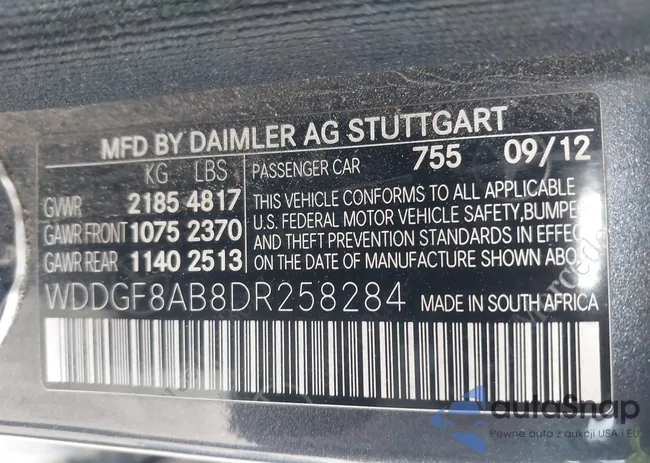 MFD BY DAIMLER AG STUTTGART
KG LBS PASSENGER CAR 755 09/12
GVWR 2185 4817
GAWR FRONT 1075 2370
GAWR REAR 1140 2513
THIS VEHICLE CONFORMS TO ALL APPLICABLE
U.S. FEDERAL MOTOR VEHICLE SAFETY, BUMPE
AND THEFT PREVENTION STANDARDS IN EFFEC
ON THE DATE OF MANUFACTURE SHOWN ABO
WDDGF8AB8DR258284 MADE IN SOUTH AFRICA
autoSnap
Pewne auta z aukcji USA i EU